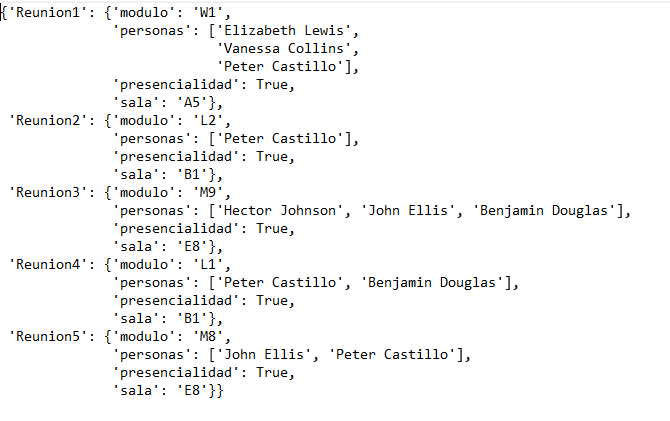 {'Reunion1': {'modulo': 'W1',
'personas': ['Elizabeth Lewis',
'Vanessa Collins',
'Peter Castillo'],
'presencialidad': True,
'sala': 'A5'},
'Reunion2': {'modulo': 'L2',
'personas': ['Peter Castillo'],
'presencialidad': True,
'sala': 'B1'},
'Reunion3': {'modulo': 'M9',
'personas': ['Hector Johnson', 'John Ellis', 'Benjamin Douglas'],
'presencialidad': True,
'sala': 'E8'},
'Reunion4': {'modulo': 'L1',
'personas': ['Peter Castillo', 'Benjamin Douglas'],
'presencialidad': True,
'sala': 'B1'},
'Reunion5': {'modulo': 'M8',
'personas': ['John Ellis', 'Peter Castillo'],
'presencialidad': True,
'sala': 'E8'}}